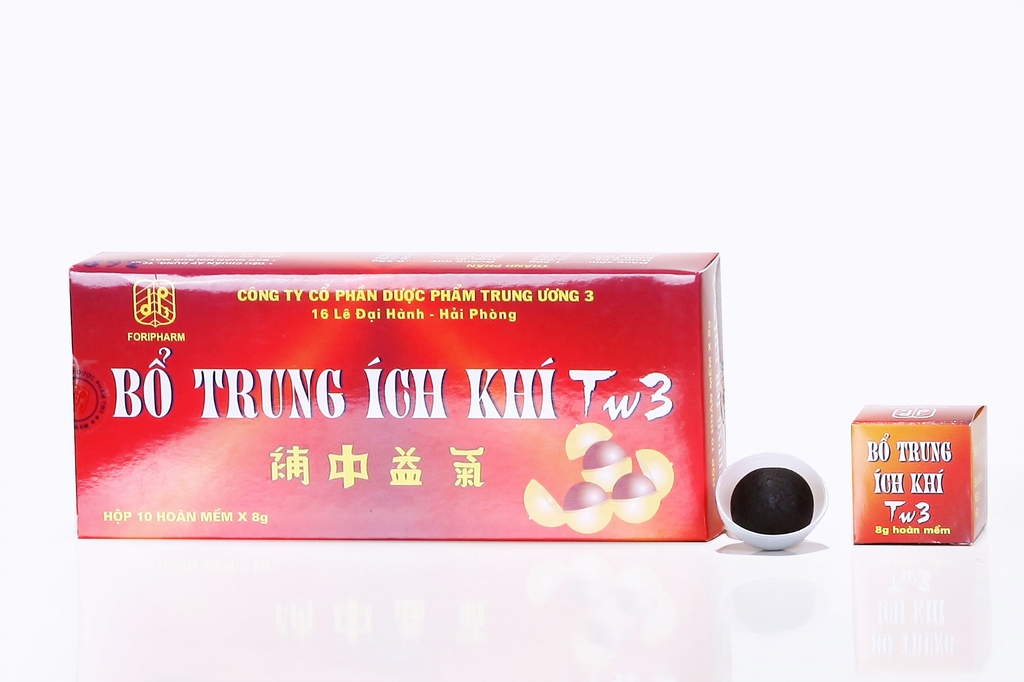 THÀNH PHẦN
CÔNG TY CỔ PHẦN DƯỢC PHẨM TRUNG ƯƠNG 3
16 Lê Đại Hành - Hải Phòng
FORIPHARM
BỔ TRUNG ÍCH KHÍ Tw3
補中益氣
HỘP 10 HOÀN MỀM X 8g
BỔ TRUNG
ÍCH KHÍ
Tw3
8g hoàn mềm